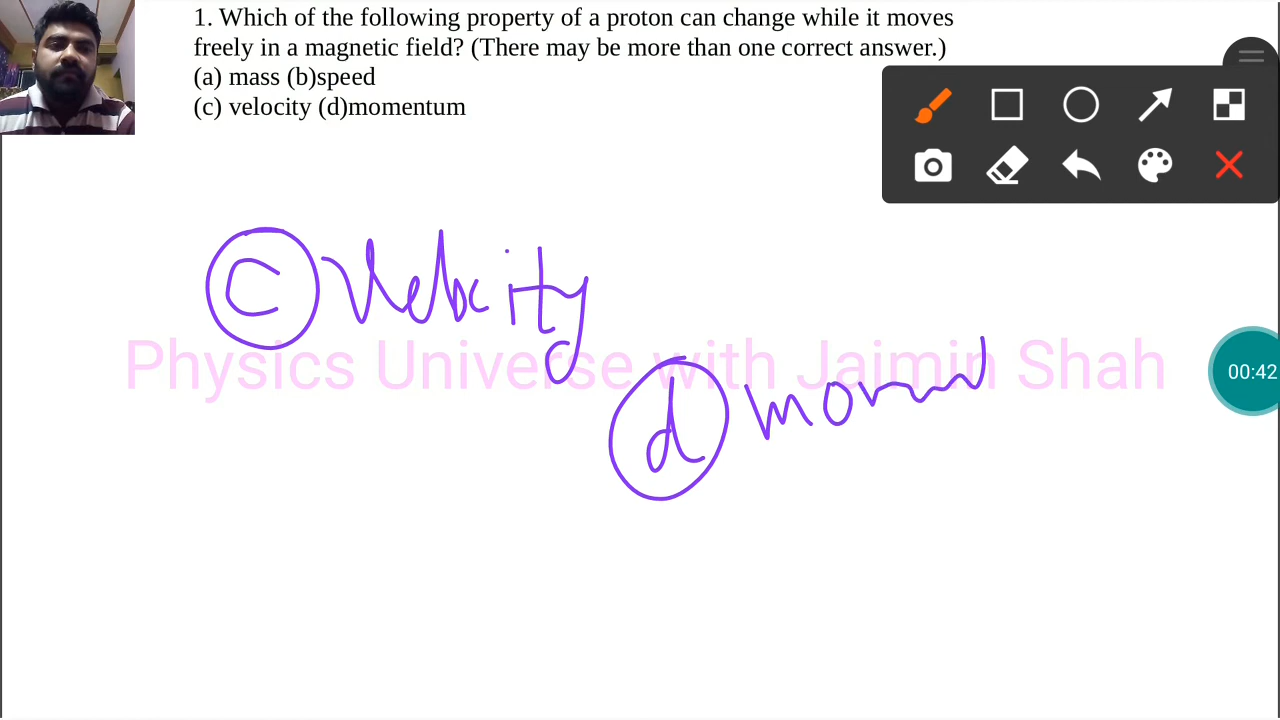 1. Which of the following property of a proton can change while it moves
freely in a magnetic field? (There may be more than one correct answer.)
(a) mass (b)speed
(c) velocity (d)momentum
C velocity
Physics Universe with Jaimin Shah
00:42
d